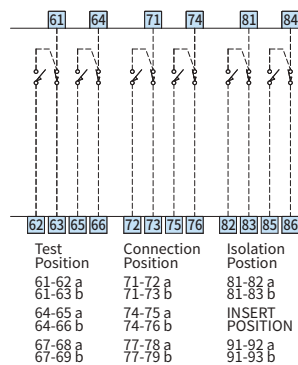 61 64 71 74 81 84
62 63 65 66 72 73 75 76 82 83 85 86
Test Position
Connection Position
Isolation Postion
61-62 a
61-63 b
64-65 a
64-66 b
67-68 a
67-69 b
71-72 a
71-73 b
74-75 a
74-76 b
77-78 a
77-79 b
81-82 a
81-83 b
INSERT
POSITION
91-92 a
91-93 b